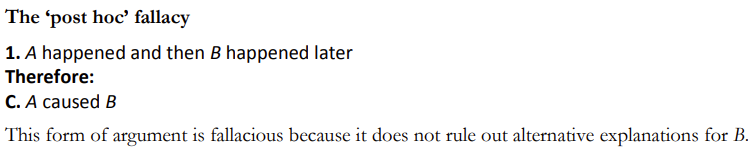 The ‘post hoc’ fallacy
1. A happened and then B happened later
Therefore:
C. A caused B
This form of argument is fallacious because it does not rule out alternative explanations for B.